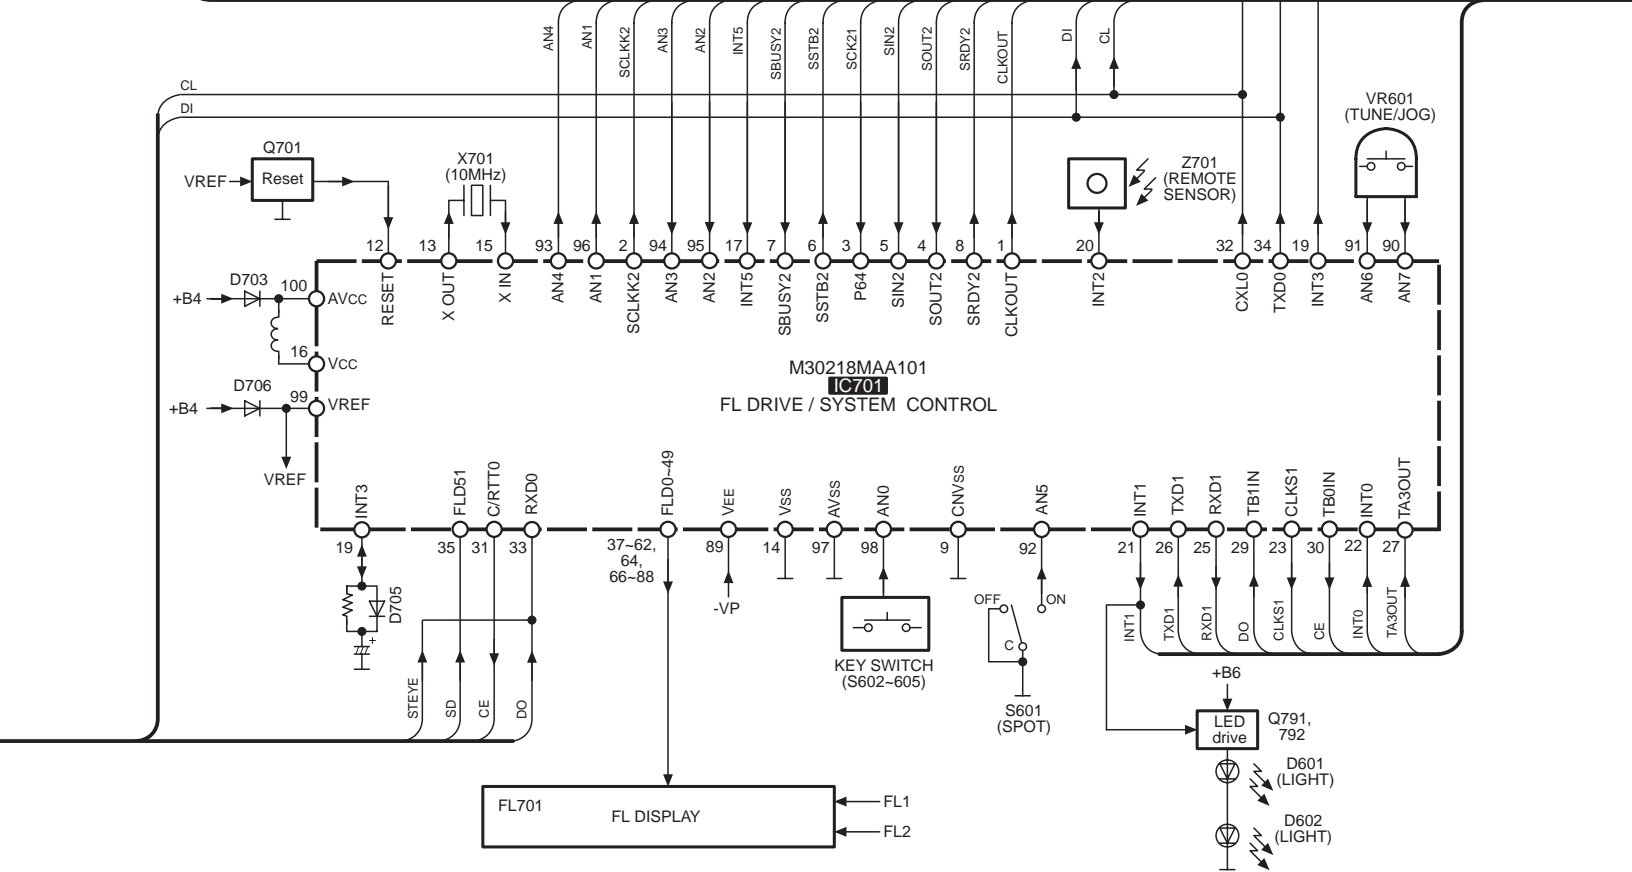 AN4 AN1 SCLKK2 AN3 AN2 INT5 SBUSY2 SSTB2 SCK21 SIN2 SOUT2 SRDY2 CLKOUT DI CL
CL
DI
VR601
(TUNE/JOG)
Q701
X701
(10MHz)
Z701
(REMOTE
SENSOR)
VREF
Reset
12 13 15 93 96 2 94 95 17 7 6 3 5 4 8 1 20 32 34 19 91 90
RESET X OUT X IN AN4 AN1 SCLKK2 AN3 AN2 INT5 SBUSY2 SSTB2 P64 SIN2 SOUT2 SRDY2 CLKOUT INT2 CXL0 TXD0 INT3 AN6 AN7
D703
+B4
100
AVCC
16
VCC
D706
+B4
99
VREF
VREF
M30218MAA101
IC701
FL DRIVE / SYSTEM CONTROL
INT3 FLD51 C/RTT0 RXD0 FLD0~49 VEE VSS AVSS AN0 CNVSS AN5 INT1 TXD1 RXD1 TB1IN CLKS1 TB0IN INT0 TA3OUT
19 35 31 33
37~62,
64,
66~88
89 14 97 98 9 92 21 26 25 29 23 30 22 27
D705
+
-VP
OFF
ON
C
INT1 TXD1 RXD1 DO CLKS1 CE INT0 TA3OUT
STEYE SD CE DO
KEY SWITCH
(S602~605)
S601
(SPOT)
+B6
LED
drive
Q791,
792
D601
(LIGHT)
D602
(LIGHT)
FL701
FL DISPLAY
FL1
FL2